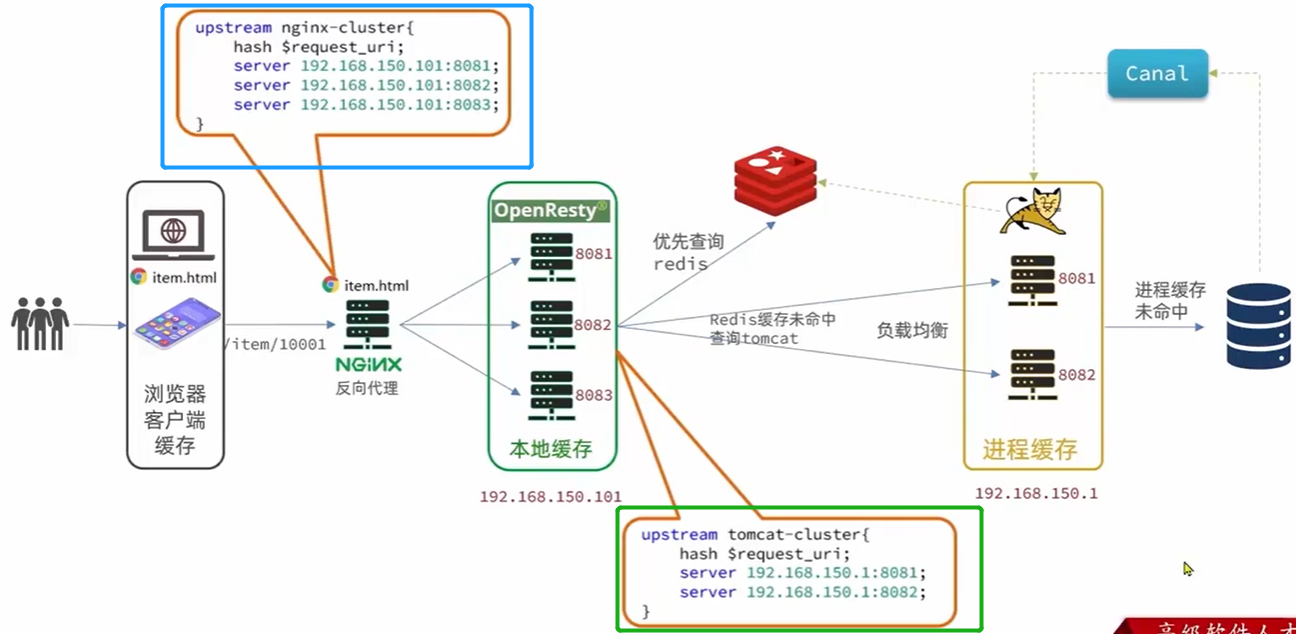 upstream nginx-cluster{
hash $request_uri;
server 192.168.150.101:8081;
server 192.168.150.101:8082;
server 192.168.150.101:8083;
}
Canal
OpenResty®
8081
8082
8083
本地缓存
192.168.150.101
item.html
浏览器
客户端
缓存
/item/10001
item.html
NGINX
反向代理
优先查询
redis
Redis缓存未命中
查询tomcat
负载均衡
8081
8082
进程缓存
192.168.150.1
进程缓存
未命中
upstream tomcat-cluster{
hash $request_uri;
server 192.168.150.1:8081;
server 192.168.150.1:8082;
}
高级软件人才